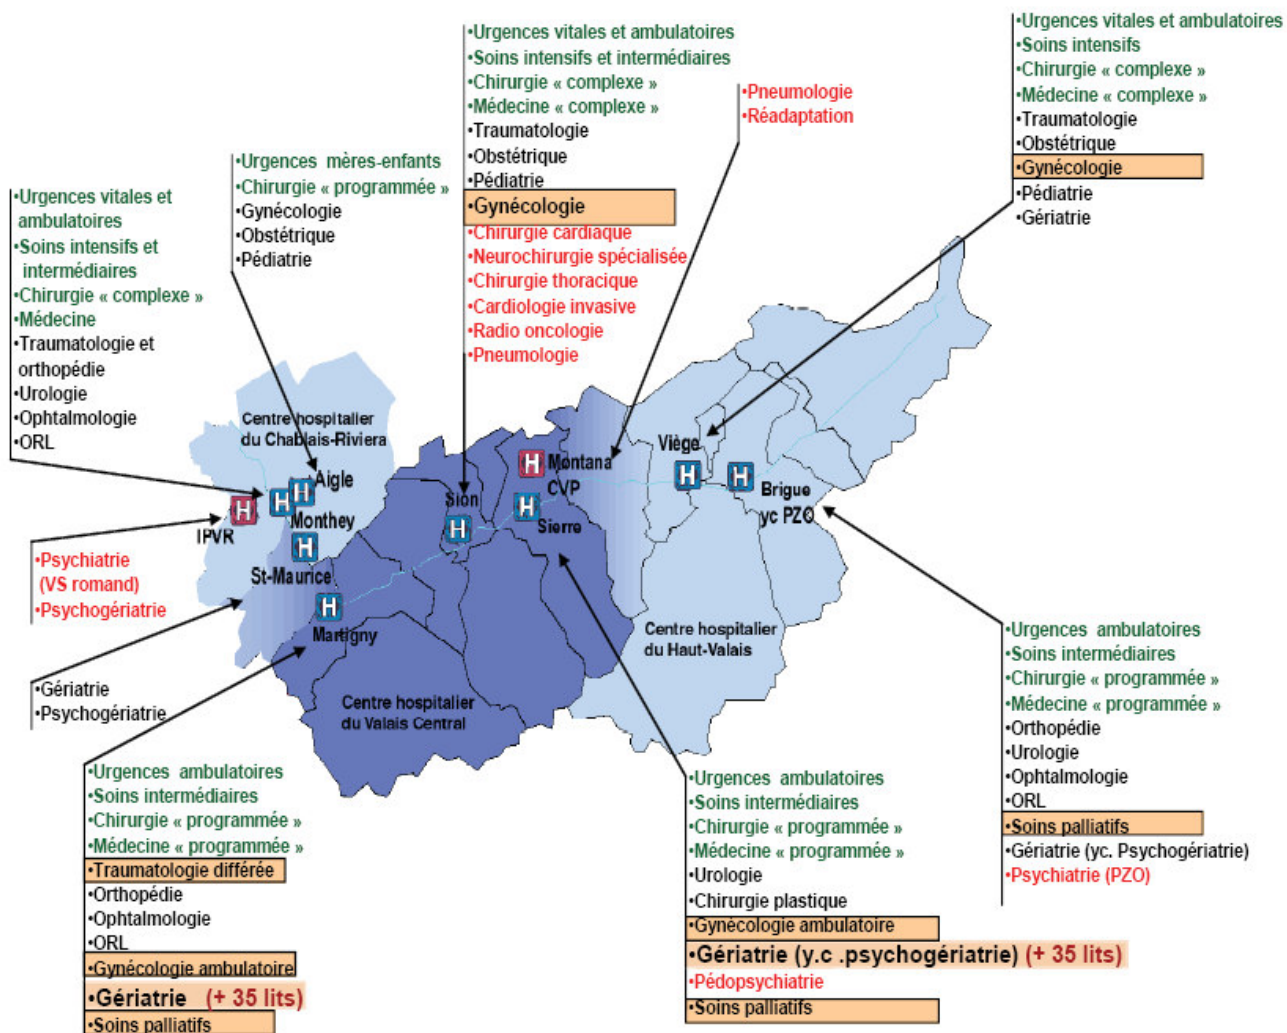 •Urgences vitales et
ambulatoires
•Soins intensifs et
intermédiaires
•Chirurgie « complexe »
•Médecine
•Traumatologie et
orthopédie
•Urologie
•Ophtalmologie
•ORL
•Urgences mères-enfants
•Chirurgie « programmée »
•Gynécologie
•Obstétrique
•Pédiatrie
•Urgences vitales et ambulatoires
•Soins intensifs et intermédiaires
•Chirurgie « complexe »
•Médecine « complexe »
•Traumatologie
•Obstétrique
•Pédiatrie
•Gynécologie
•Chirurgie cardiaque
•Neurochirurgie spécialisée
•Chirurgie thoracique
•Cardiologie invasive
•Radio oncologie
•Pneumologie
•Pneumologie
•Réadaptation
•Urgences vitales et ambulatoires
•Soins intensifs
•Chirurgie « complexe »
•Médecine « complexe »
•Traumatologie
•Obstétrique
•Gynécologie
•Pédiatrie
•Gériatrie
Centre hospitalier
du Chablais-Riviera
H Aigle
H
Monthey
H
IPVR
H
St-Maurice
H
Martigny
Sion
H
H Montana
CVP
H
Sierre
Viège
H
H
Brigue
yc PZO
Centre hospitalier
du Valais Central
Centre hospitalier
du Haut-Valais
•Psychiatrie
(VS romand)
•Psychogériatrie
•Gériatrie
•Psychogériatrie
•Urgences ambulatoires
•Soins intermédiaires
•Chirurgie « programmée »
•Médecine « programmée »
•Traumatologie différée
•Orthopédie
•Ophtalmologie
•ORL
•Gynécologie ambulatoire
•Gériatrie (+ 35 lits)
•Soins palliatifs
•Urgences ambulatoires
•Soins intermédiaires
•Chirurgie « programmée »
•Médecine « programmée »
•Urologie
•Chirurgie plastique
•Gynécologie ambulatoire
•Gériatrie (y.c .psychogériatrie) (+ 35 lits)
•Pédopsychiatrie
•Soins palliatifs
•Urgences ambulatoires
•Soins intermédiaires
•Chirurgie « programmée »
•Médecine « programmée »
•Orthopédie
•Urologie
•Ophtalmologie
•ORL
•Soins palliatifs
•Gériatrie (yc. Psychogériatrie)
•Psychiatrie (PZO)